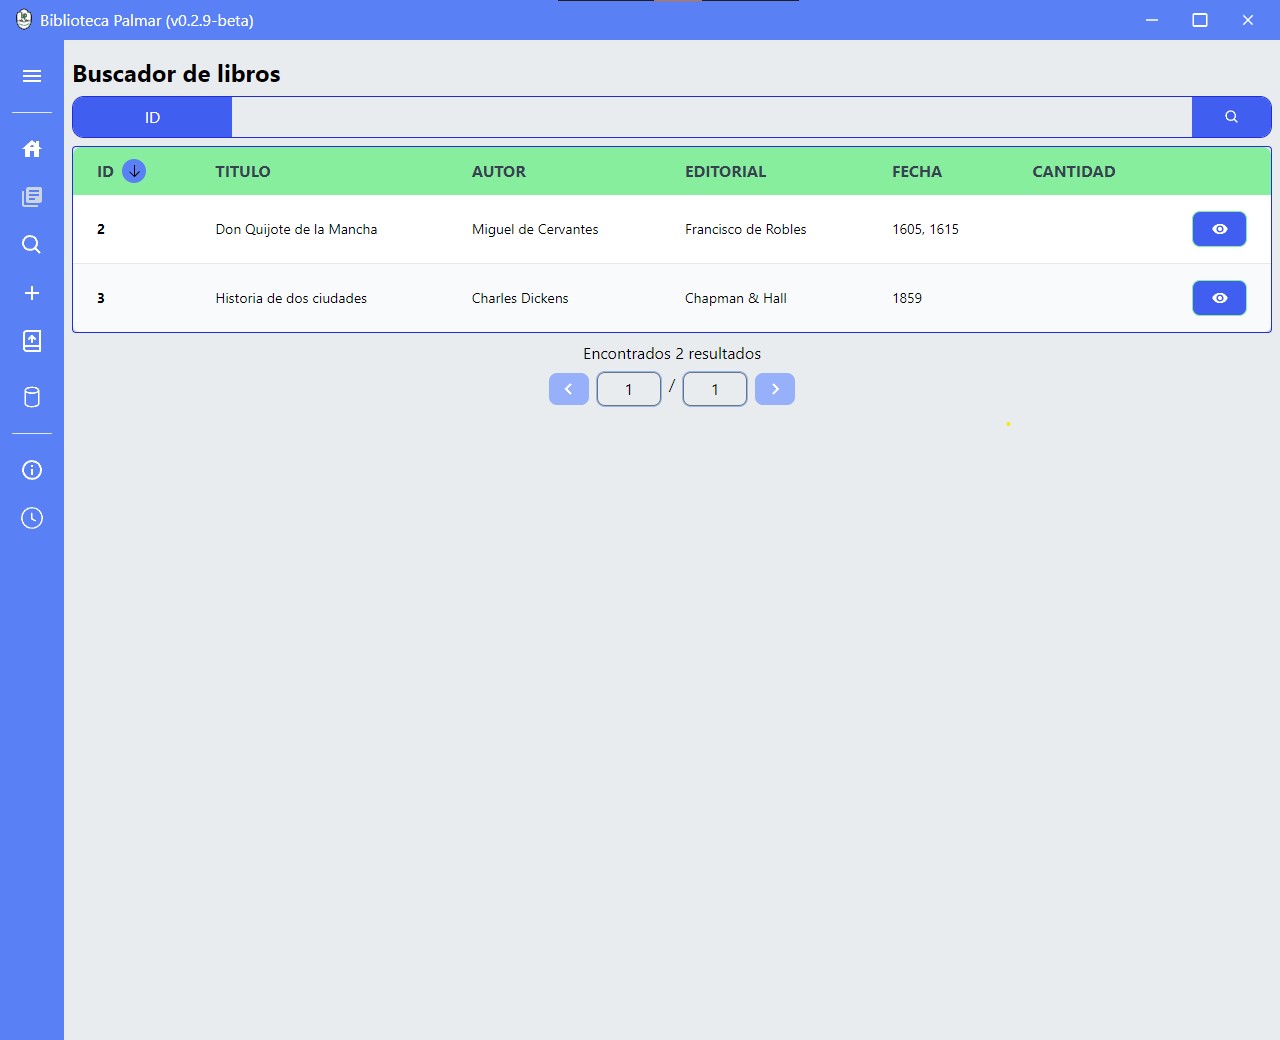 Biblioteca Palmar (v0.2.9-beta)
Buscador de libros
ID
ID TITULO AUTOR EDITORIAL FECHA CANTIDAD
2 Don Quijote de la Mancha Miguel de Cervantes Francisco de Robles 1605, 1615
3 Historia de dos ciudades Charles Dickens Chapman & Hall 1859
Encontrados 2 resultados
1 / 1